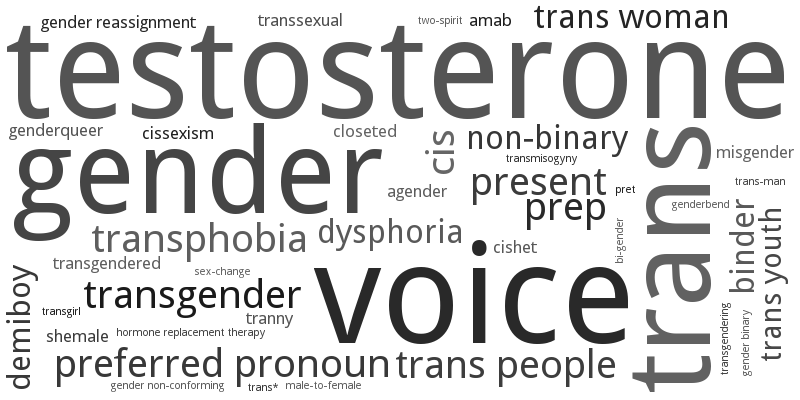 gender reassignment
transsexual
two-spirit
amab
trans woman
testosterone
genderqueer
cissexism
closeted
cis
non-binary
transmisogyny
trans
misgender
gender
agender
present
pret
trans-man
prep
genderbend
transphobia
dysphoria
cishet
bi-gender
binder
trans youth
transgendered
sex-change
voice
demiboy
transgender
transgirl
tranny
shemale
hormone replacement therapy
transgendering
gender binary
preferred pronoun
trans people
gender non-conforming
trans*
male-to-female